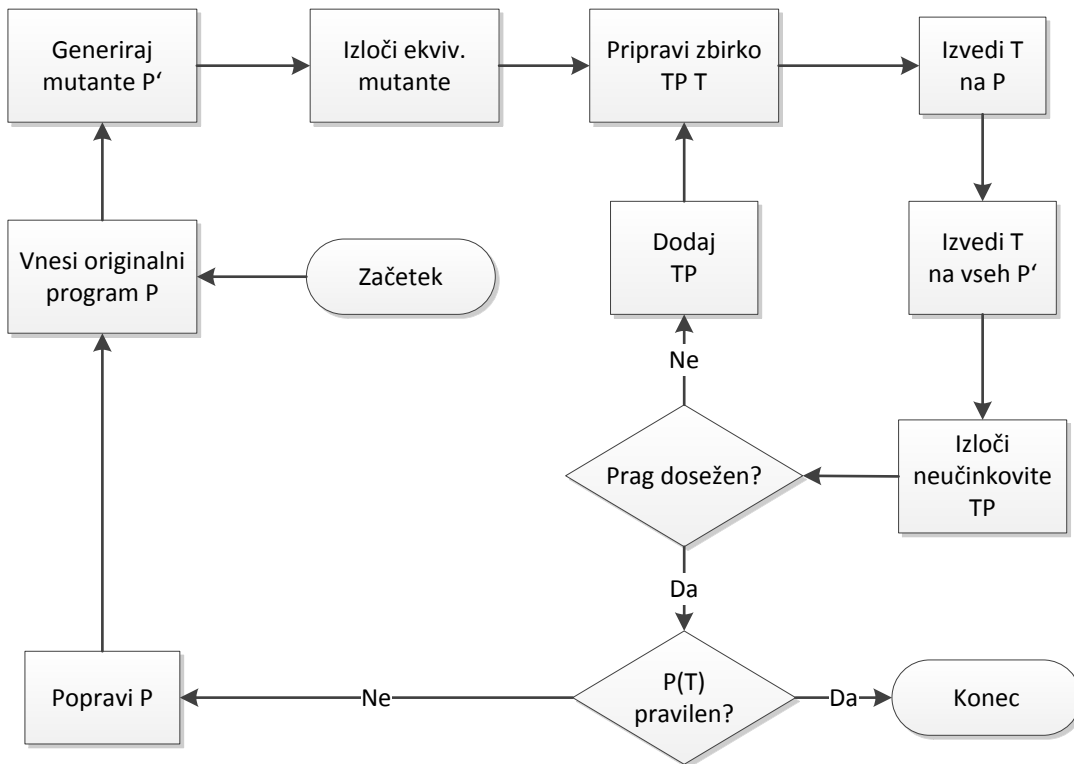 Generiraj
mutante P‘
Izloči ekviv.
mutante
Pripravi zbirko
TP T
Izvedi T
na P
Vnesi originalni
program P
Začetek
Dodaj
TP
Izvedi T
na vseh P‘
Ne
Prag dosežen?
Izloči
neučinkovite
TP
Da
Popravi P
Ne
P(T)
pravilen?
Da
Konec